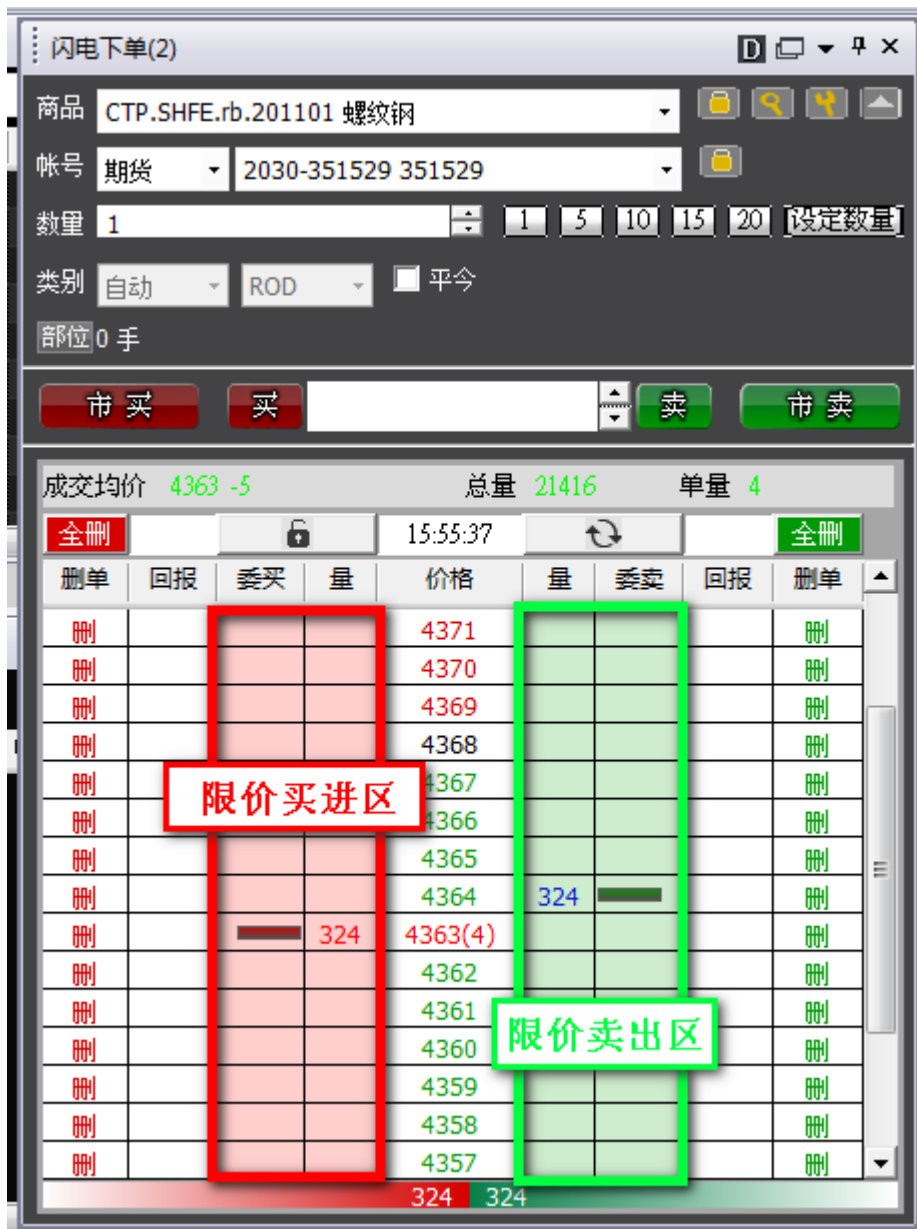 闪电下单(2) D
商品 CTP.SHFE.rb.201101 螺纹钢
帐号 期货 2030-351529 351529
数量 1 1 5 10 15 20 [设定数量]
类别 自动 ROD 平今
部位 0 手
市买 买 卖 市卖
成交均价 4363 -5 总量 21416 单量 4
全删 15:55:37 全删
删单 回报 委买 量 价格 量 委卖 回报 删单
删 4371 删
删 4370 删
删 4369 删
删 4368 删
删 4367 删
限价买进区
删 4366 删
删 4365 删
删 4364 324 删
删 324 4363(4) 删
删 4362 删
删 4361 删
限价卖出区
删 4360 删
删 4359 删
删 4358 删
删 4357 删
324 324